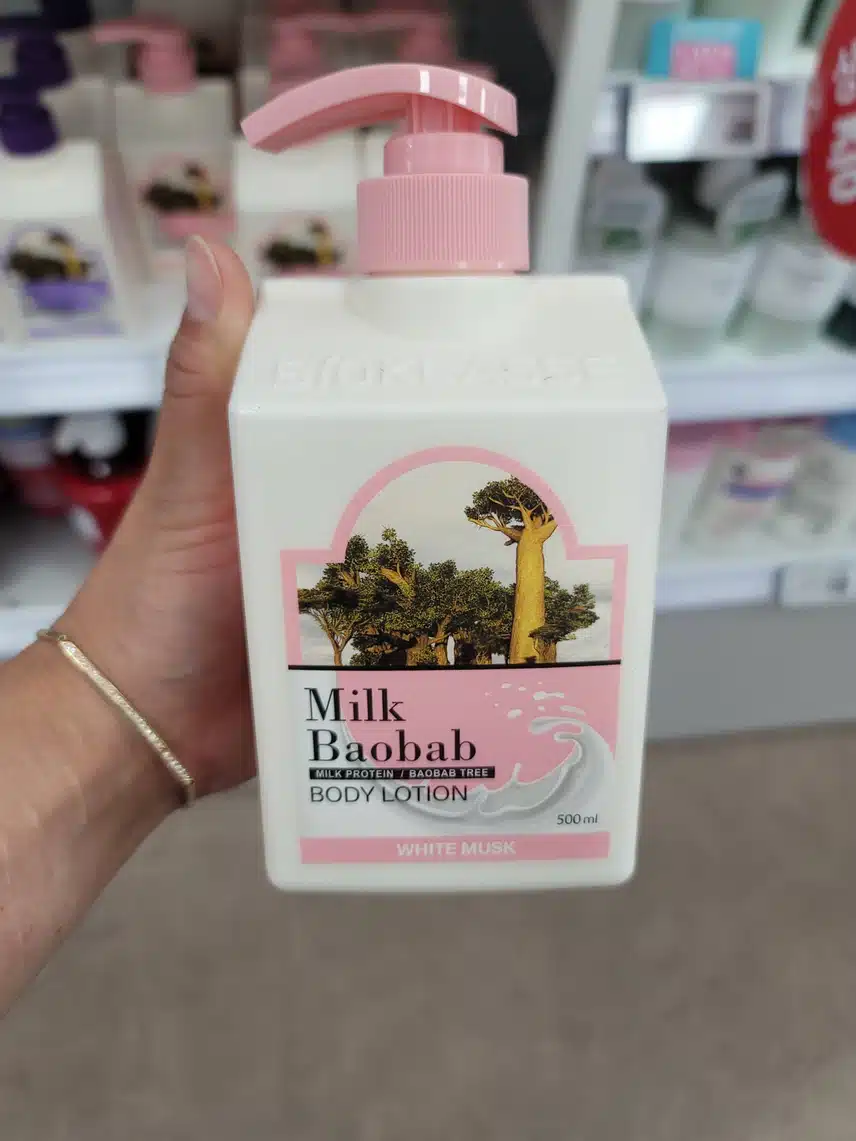 Milk
Baobab
MILK PROTEIN / BAOBAB TREE
BODY LOTION
500 ml
WHITE MUSK